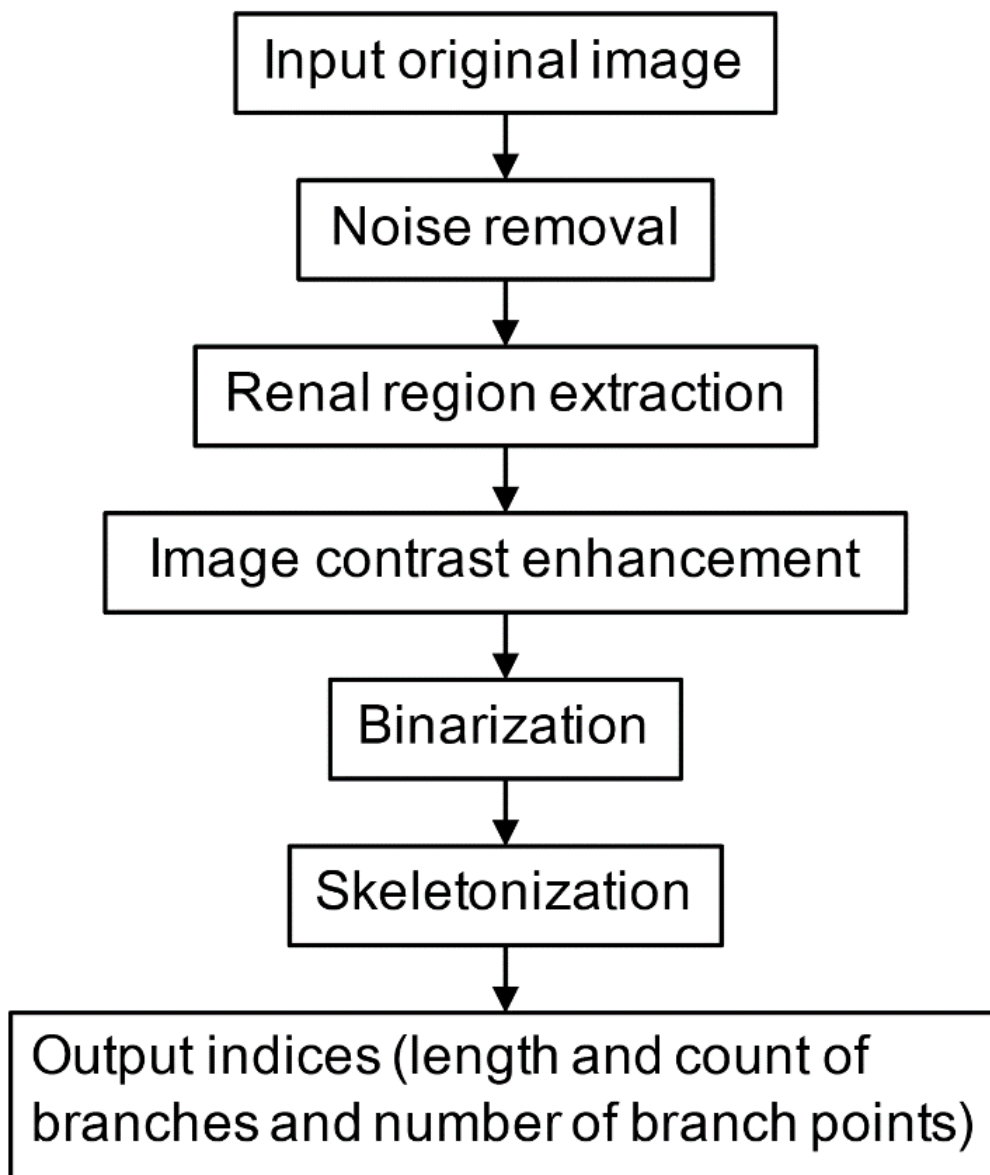 Input original image
Noise removal
Renal region extraction
Image contrast enhancement
Binarization
Skeletonization
Output indices (length and count of
branches and number of branch points)